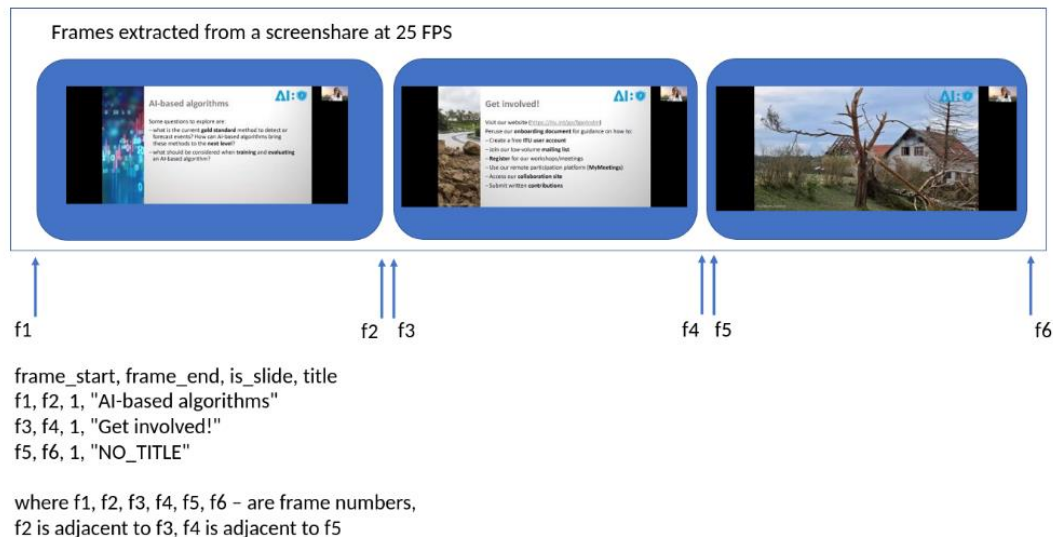 Frames extracted from a screenshare at 25 FPS
AI-based algorithms
Some questions to explore are:
– what is the current gold standard method to detect or
forecast events? How can AI-based algorithms bring
these methods to the next level?
– what should be considered when training and evaluating
an AI-based algorithm?
Get involved!
Visit our website
Peruse our onboarding document for guidance on how to:
– Create a free ITU user account
– Join our low-volume mailing list
– Register for our workshops/meetings
– Use our remote participation platform (MyMeetings)
– Access our collaboration site
– Submit written contributions
f1
f2
f3
f4
f5
f6
frame_start, frame_end, is_slide, title
f1, f2, 1, "AI-based algorithms"
f3, f4, 1, "Get involved!"
f5, f6, 1, "NO_TITLE"
where f1, f2, f3, f4, f5, f6 – are frame numbers,
f2 is adjacent to f3, f4 is adjacent to f5